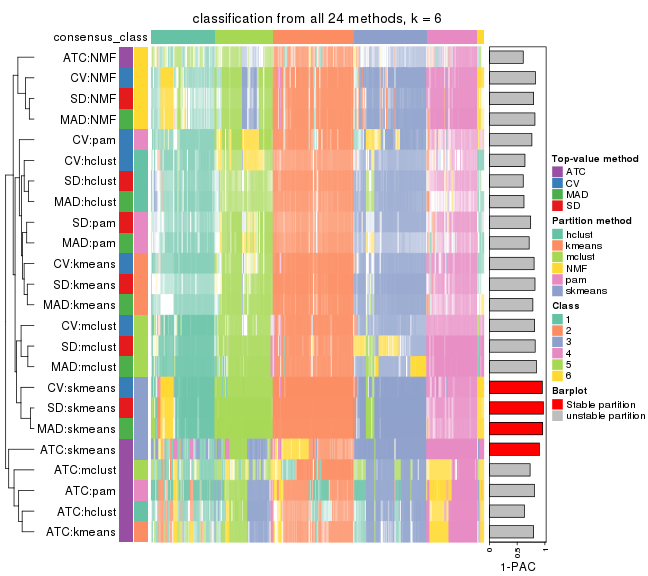 classification from all 24 methods, k = 6
consensus_class
ATC:NMF
CV:NMF
SD:NMF
MAD:NMF
CV:pam
CV:hclust
SD:hclust
MAD:hclust
SD:pam
MAD:pam
CV:kmeans
SD:kmeans
MAD:kmeans
CV:mclust
SD:mclust
MAD:mclust
CV:skmeans
SD:skmeans
MAD:skmeans
ATC:skmeans
ATC:mclust
ATC:pam
ATC:hclust
ATC:kmeans
0
0.5
1
1-PAC
Top-value method
ATC
CV
MAD
SD
Partition method
hclust
kmeans
mclust
NMF
pam
skmeans
Class
1
2
3
4
5
6
Barplot
Stable partition
unstable partition